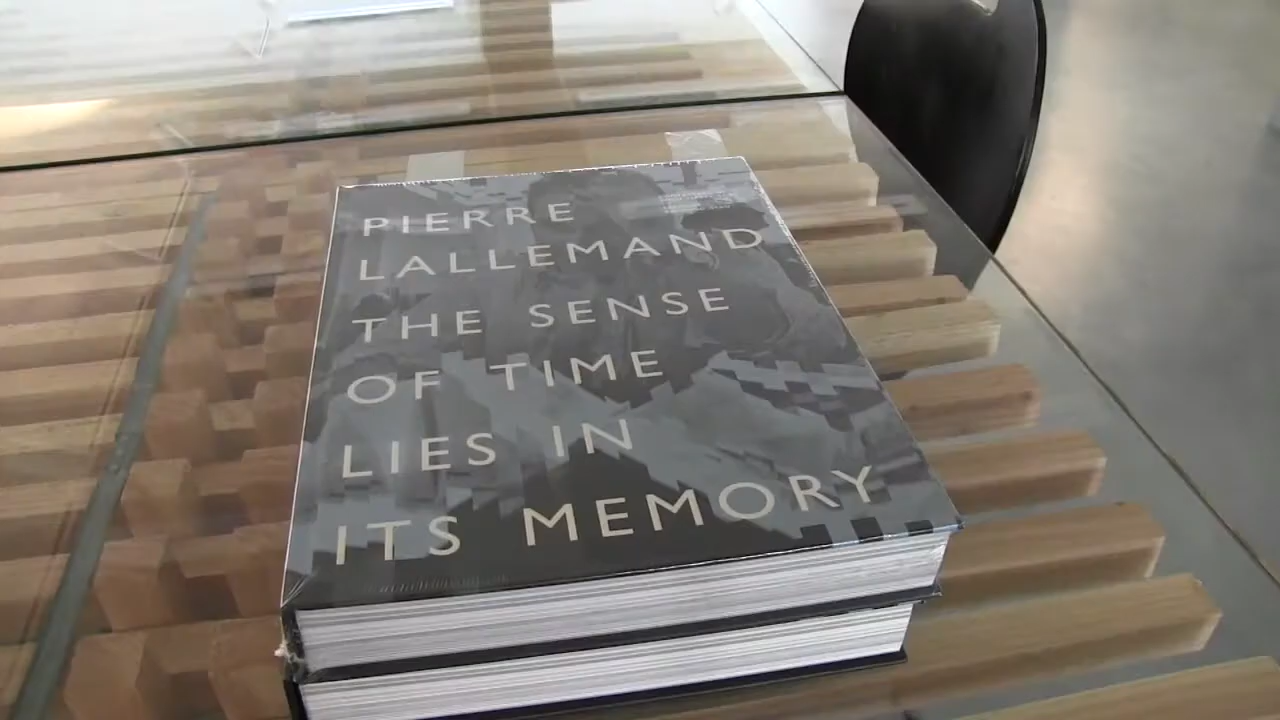 PIERRE
LALLEMAND
THE SENSE
OF TIME
LIES IN
ITS MEMORY